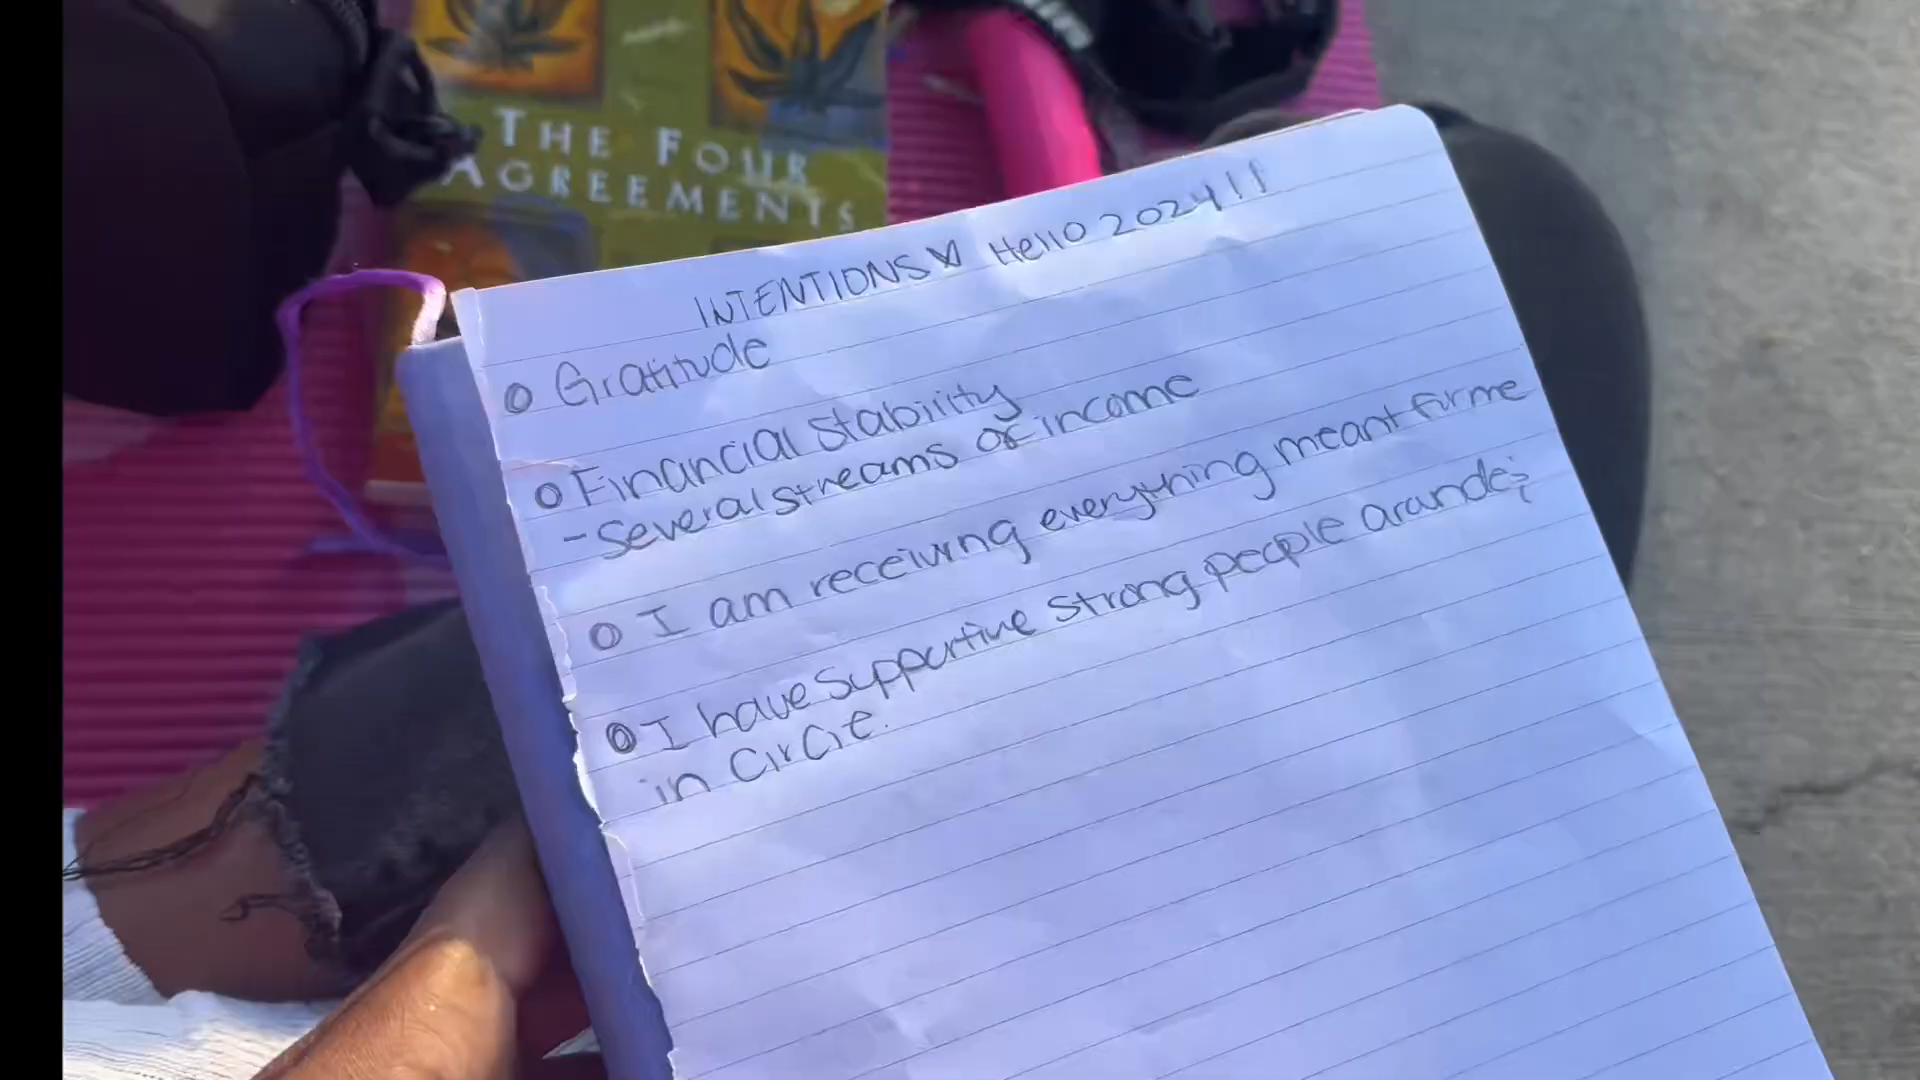 THE FOUR
AGREEMENTS
INTENTIONS Hello 2024!!
Gratitude
Financial Stability
- Several streams of income
I am receiving everything meant for me
I have supportive strong people around &
in circle.